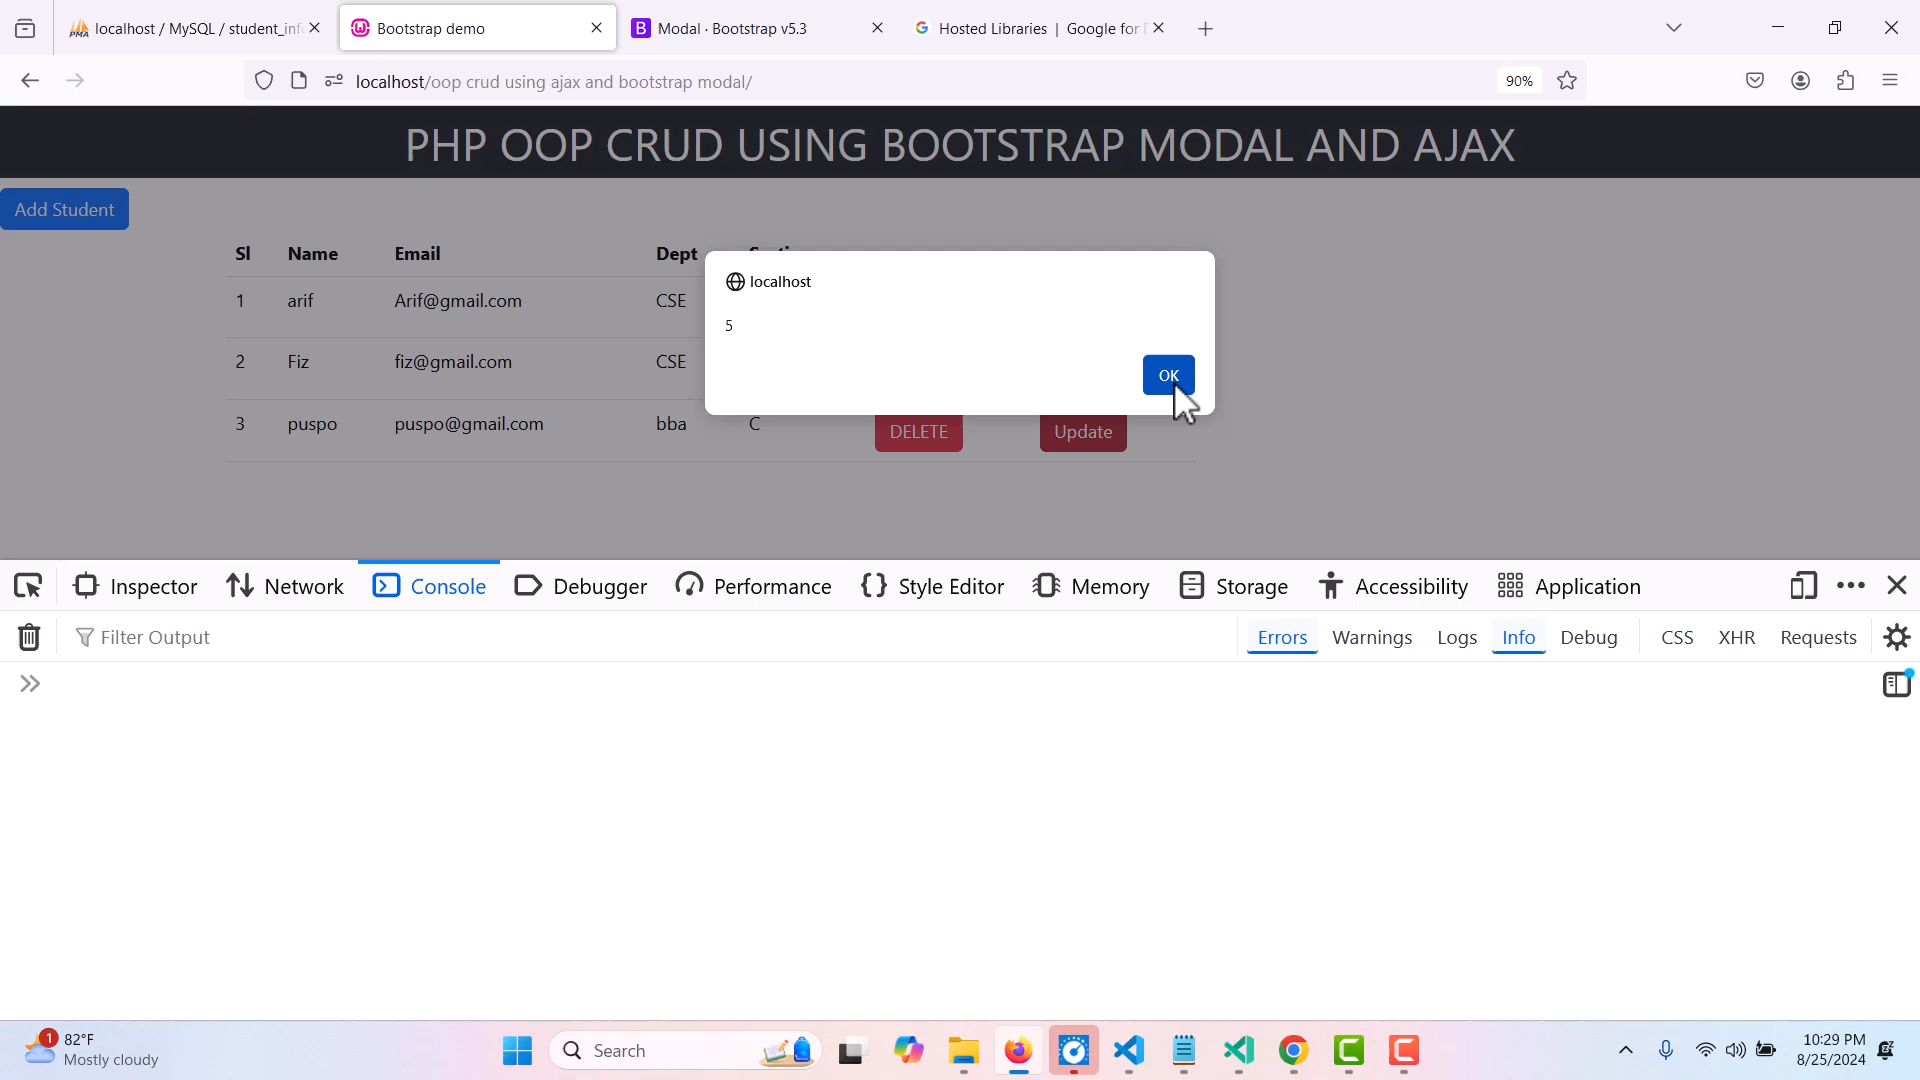 localhost / MySQL / student_inf
Bootstrap demo
Modal · Bootstrap v5.3
Hosted Libraries | Google for D
localhost/oop crud using ajax and bootstrap modal/
90%
PHP OOP CRUD USING BOOTSTRAP MODAL AND AJAX
Add Student
Sl Name Email Dept
localhost
1 arif Arif@gmail.com CSE
5
2 Fiz fiz@gmail.com CSE
OK
3 puspo puspo@gmail.com bba C DELETE Update
Inspector Network Console Debugger Performance Style Editor Memory Storage Accessibility Application
Filter Output Errors Warnings Logs Info Debug CSS XHR Requests
1 82°F
Mostly cloudy
Search
10:29 PM
8/25/2024